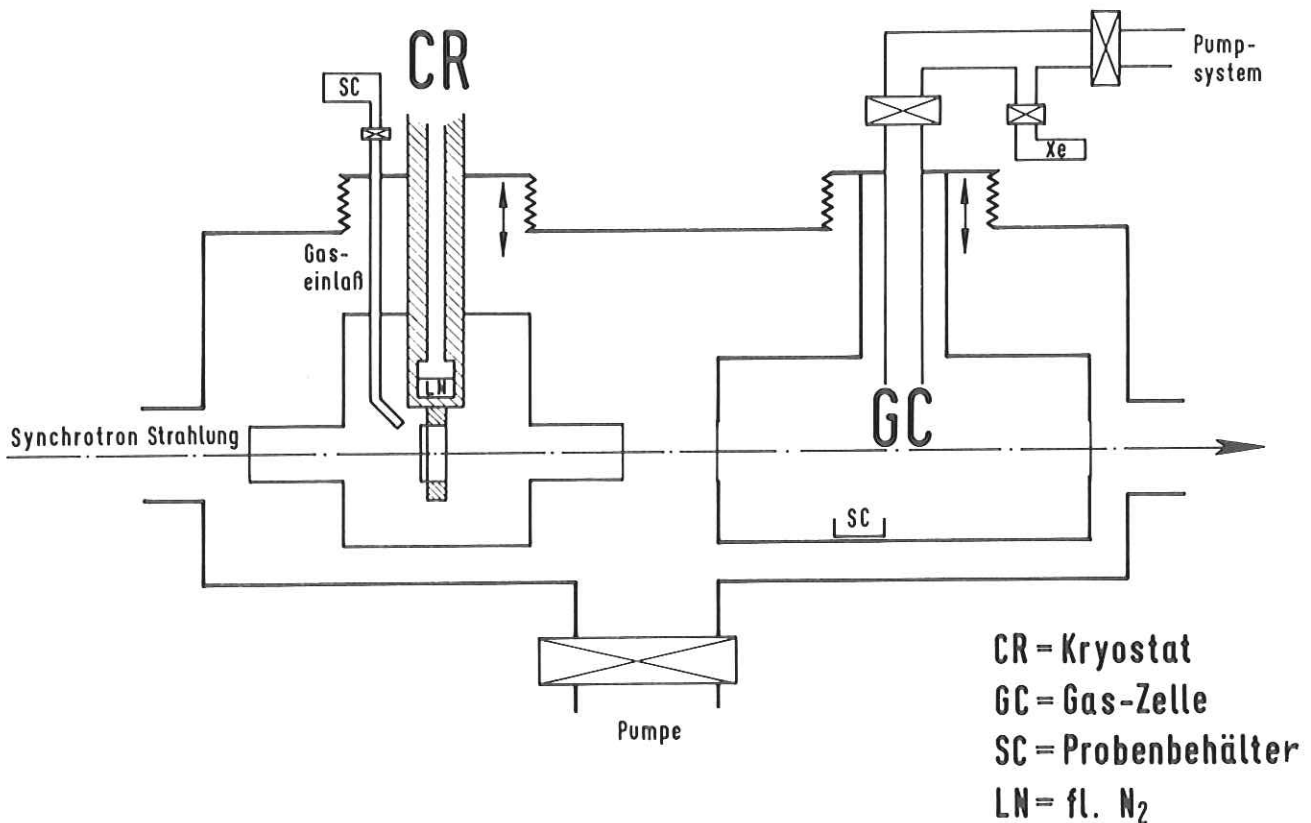 CR
SC
Pump-
system
Xe
Gas-
einlaß
LN
Synchrotron Strahlung
GC
SC
Pumpe
CR = Kryostat
GC = Gas-Zelle
SC = Probenbehälter
LN = fl. N₂